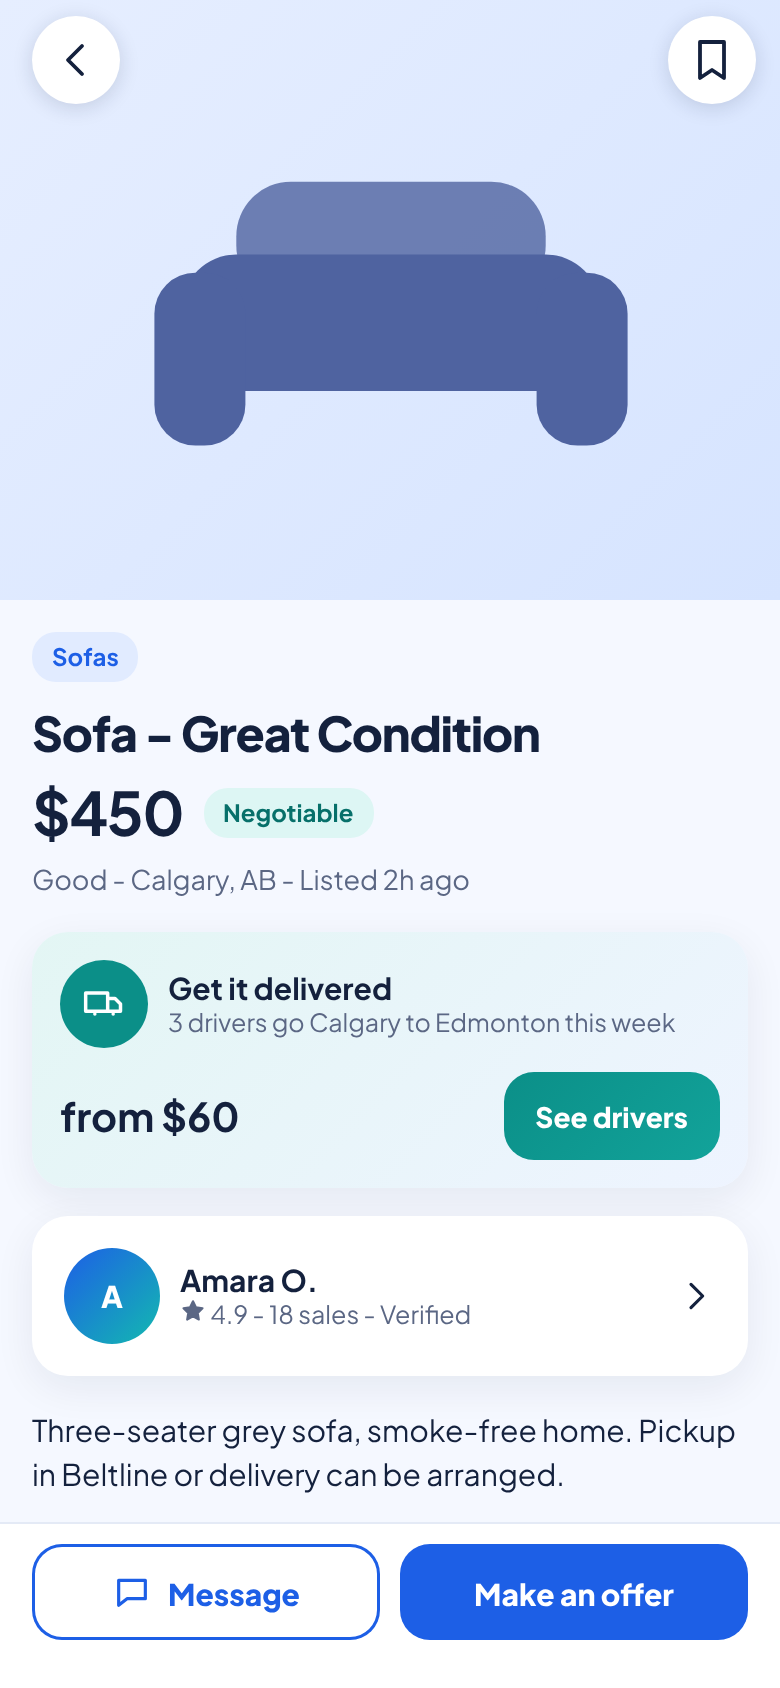 Sofas
Sofa - Great Condition
$450
Negotiable
Good - Calgary, AB - Listed 2h ago
Get it delivered
3 drivers go Calgary to Edmonton this week
from $60
See drivers
A
Amara O.
4.9 - 18 sales - Verified
Three-seater grey sofa, smoke-free home. Pickup
in Beltline or delivery can be arranged.
Message
Make an offer